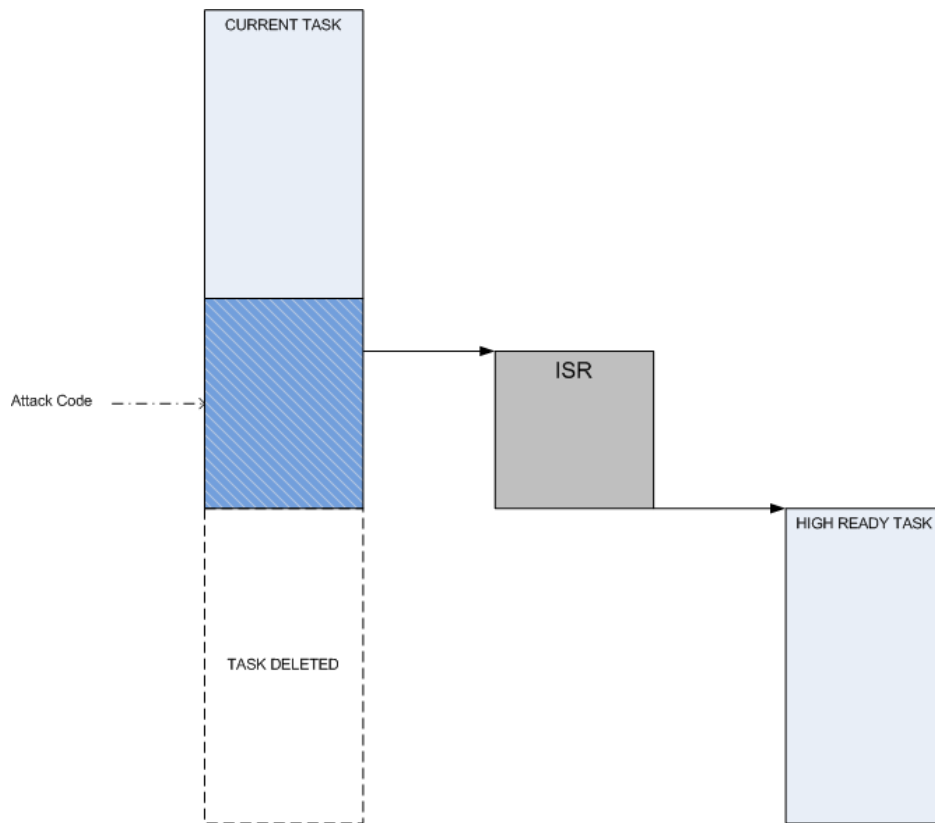 CURRENT TASK
ISR
Attack Code
HIGH READY TASK
TASK DELETED